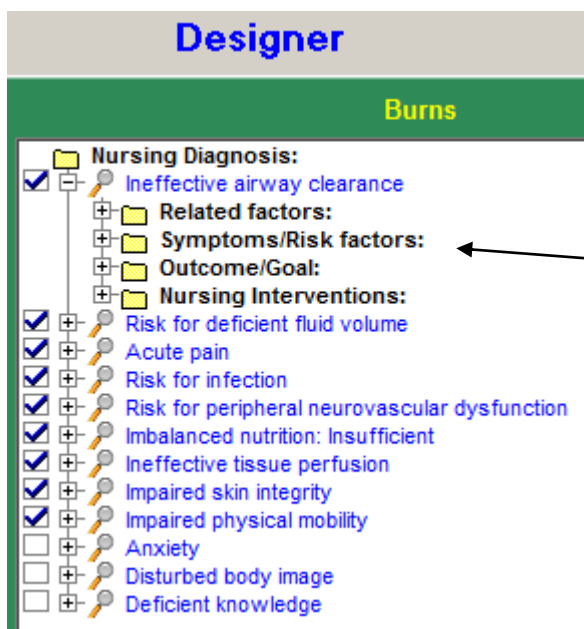 Designer
Burns
Nursing Diagnosis:
Ineffective airway clearance
Related factors:
Symptoms/Risk factors:
Outcome/Goal:
Nursing Interventions:
Risk for deficient fluid volume
Acute pain
Risk for infection
Risk for peripheral neurovascular dysfunction
Imbalanced nutrition: Insufficient
Ineffective tissue perfusion
Impaired skin integrity
Impaired physical mobility
Anxiety
Disturbed body image
Deficient knowledge